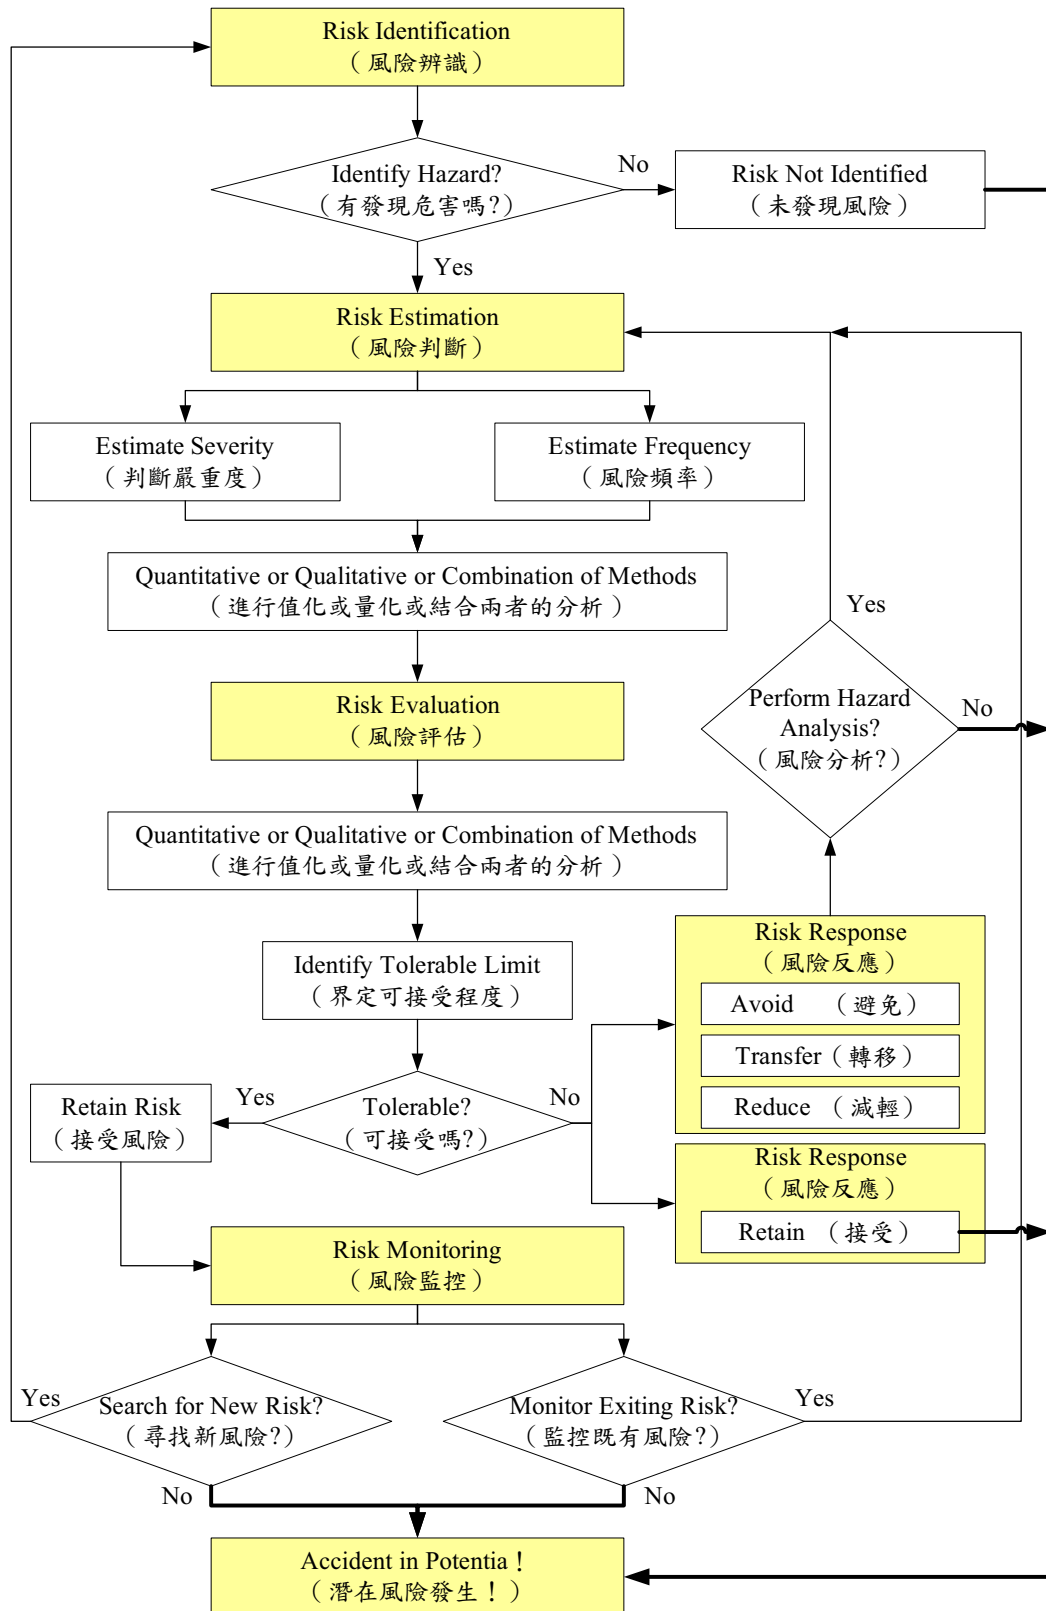 Risk Identification
（風險辨識）
Identify Hazard?
（有發現危害嗎?）
No
Risk Not Identified
（未發現風險）
Yes
Risk Estimation
（風險判斷）
Estimate Severity
（判斷嚴重度）
Estimate Frequency
（風險頻率）
Quantitative or Qualitative or Combination of Methods
（進行值化或量化或結合兩者的分析）
Yes
Risk Evaluation
（風險評估）
Perform Hazard
Analysis?
（風險分析?）
No
Quantitative or Qualitative or Combination of Methods
（進行值化或量化或結合兩者的分析）
Identify Tolerable Limit
（界定可接受程度）
Risk Response
（風險反應）
Avoid （避免）
Transfer（轉移）
Reduce （減輕）
Retain Risk
（接受風險）
Yes
Tolerable?
（可接受嗎?）
No
Risk Response
（風險反應）
Retain （接受）
Risk Monitoring
（風險監控）
Yes
Search for New Risk?
（尋找新風險?）
Monitor Exiting Risk?
（監控既有風險?）
Yes
No
No
Accident in Potentia！
（潛在風險發生！）